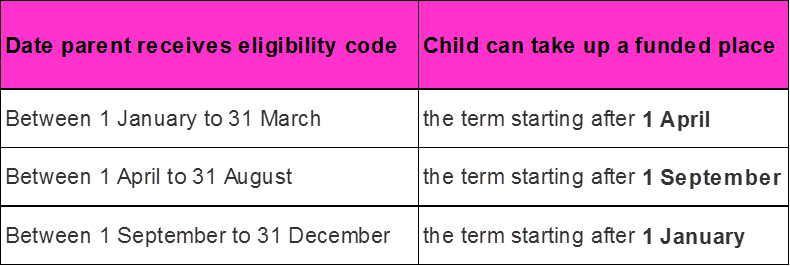 Date parent receives eligibility code Child can take up a funded place
Between 1 January to 31 March the term starting after 1 April
Between 1 April to 31 August the term starting after 1 September
Between 1 September to 31 December the term starting after 1 January